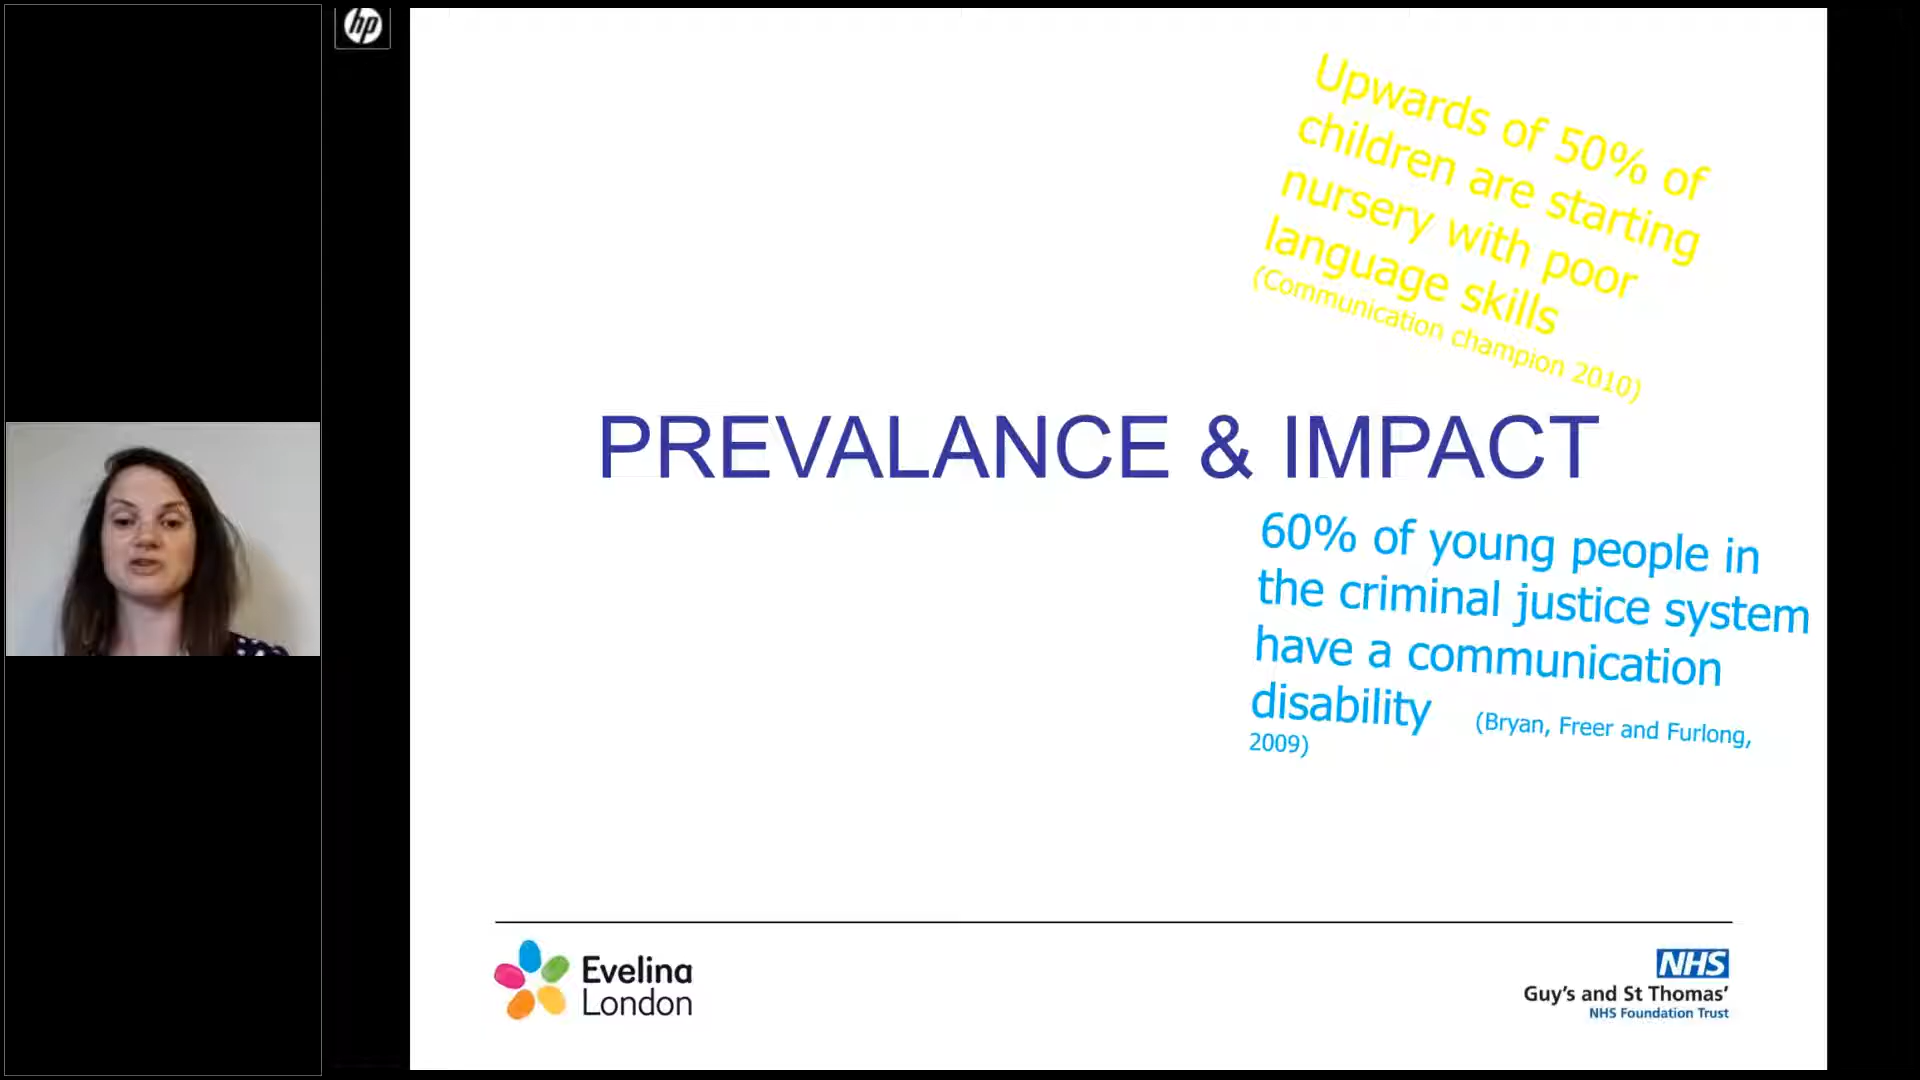 hp
Upwards of 50% of
children are starting
nursery with poor
language skills
(Communication champion 2010)
PREVALANCE & IMPACT
60% of young people in
the criminal justice system
have a communication
disability (Bryan, Freer and Furlong,
2009)
Evelina
London
NHS
Guy's and St Thomas'
NHS Foundation Trust